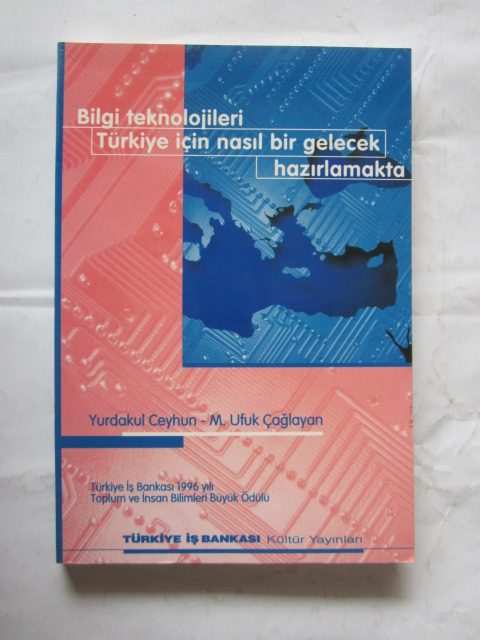 Bilgi teknolojileri
Türkiye için nasıl bir gelecek
hazırlamakta
Yurdakul Ceyhun - M. Ufuk Çağlayan
Türkiye İş Bankası 1996 yılı
Toplum ve İnsan Bilimleri Büyük Ödülü
TÜRKİYE İŞ BANKASI Kültür Yayınları